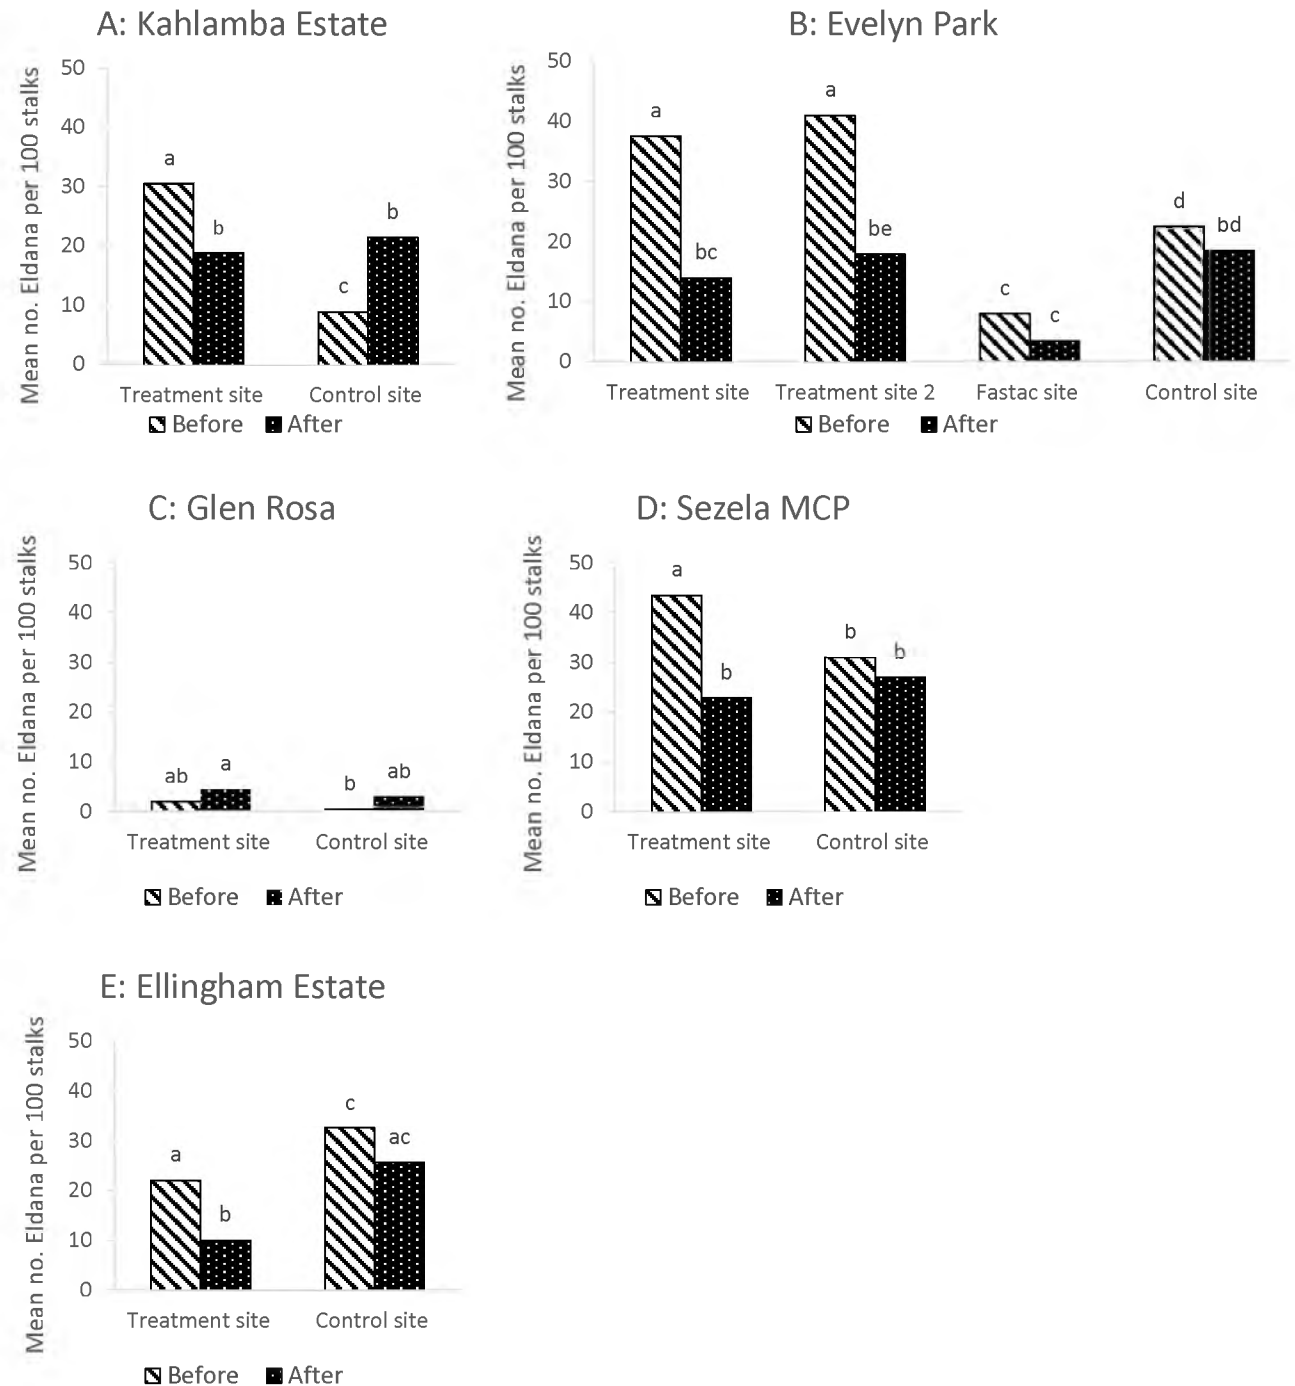 A: Kahlamba Estate
Mean no. Eldana per 100 stalks
50
40
30
20
10
0
a
b
c
b
Treatment site
Control site
Before
After
B: Evelyn Park
Mean no. Eldana per 100 stalks
50
40
30
20
10
0
a
bc
a
be
c
c
d
bd
Treatment site
Treatment site 2
Fastac site
Control site
Before
After
C: Glen Rosa
Mean no. Eldana per 100 stalks
50
40
30
20
10
0
ab
a
b
ab
Treatment site
Control site
Before
After
D: Sezela MCP
Mean no. Eldana per 100 stalks
50
40
30
20
10
0
a
b
b
b
Treatment site
Control site
Before
After
E: Ellingham Estate
Mean no. Eldana per 100 stalks
50
40
30
20
10
0
a
b
c
ac
Treatment site
Control site
Before
After